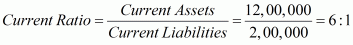 Current Ratio = Current Assets / Current Liabilities = 12,00,000 / 2,00,000 = 6 : 1